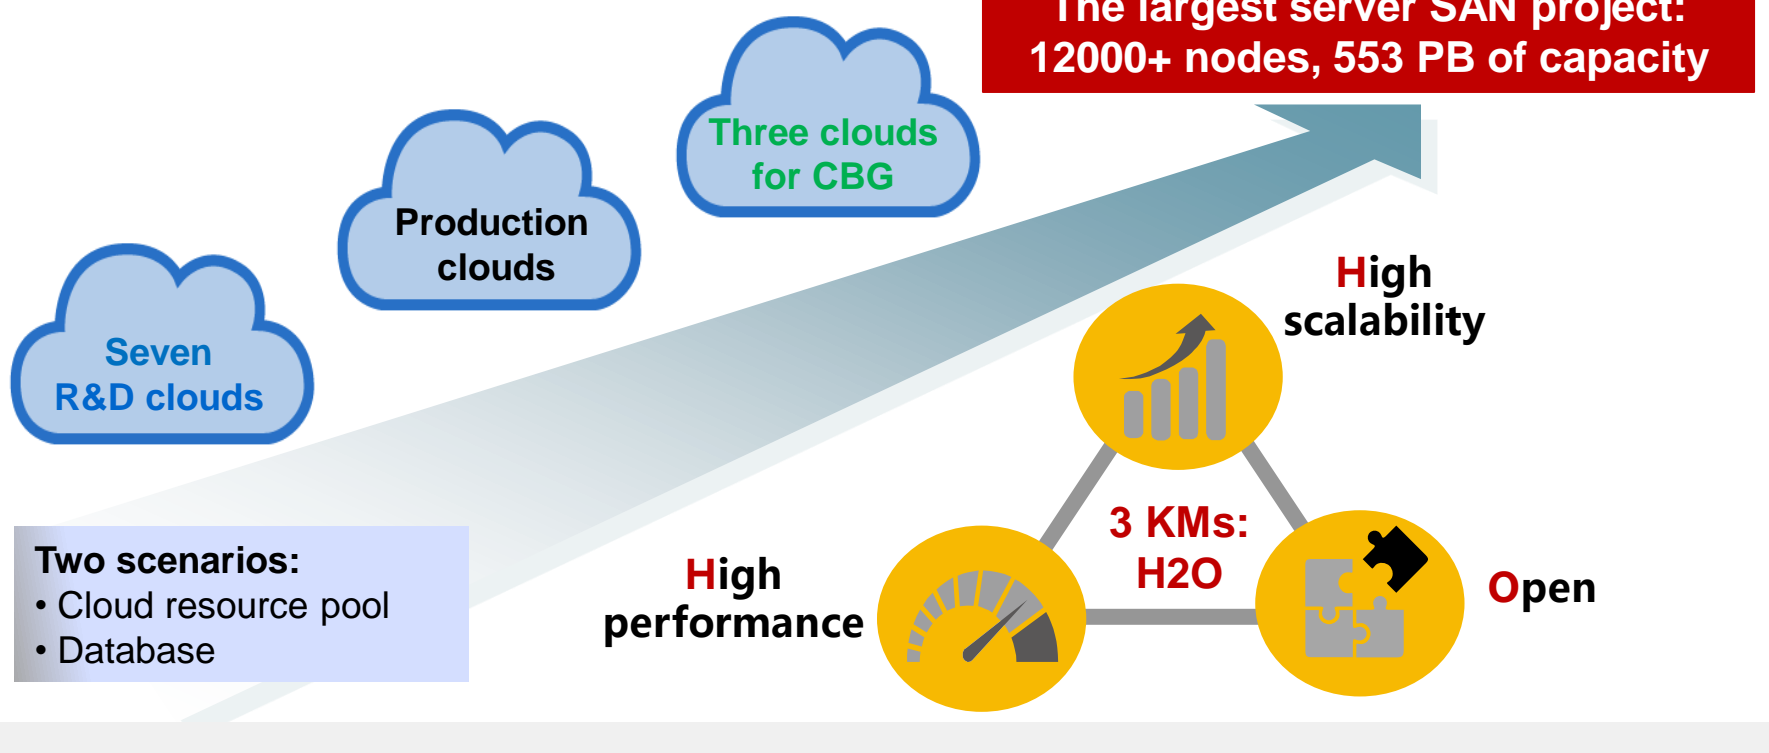 The largest server SAN project:
12000+ nodes, 553 PB of capacity
Three clouds
for CBG
Production
clouds
Seven
R&D clouds
High
scalability
Two scenarios:
• Cloud resource pool
• Database
3 KMs:
H2O
High
performance
Open